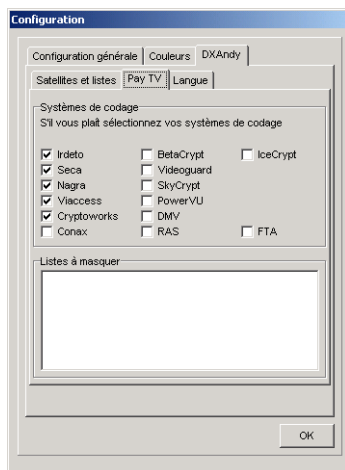 Configuration
Configuration générale Couleurs DXAndy
Satellites et listes Pay TV Langue
Systèmes de codage
S'il vous plaît sélectionnez vos systèmes de codage
Irdeto BetaCrypt IceCrypt
Seca Videoguard
Nagra SkyCrypt
Viaccess PowerVU
Cryptoworks DMV
Conax RAS FTA
Listes à masquer
OK